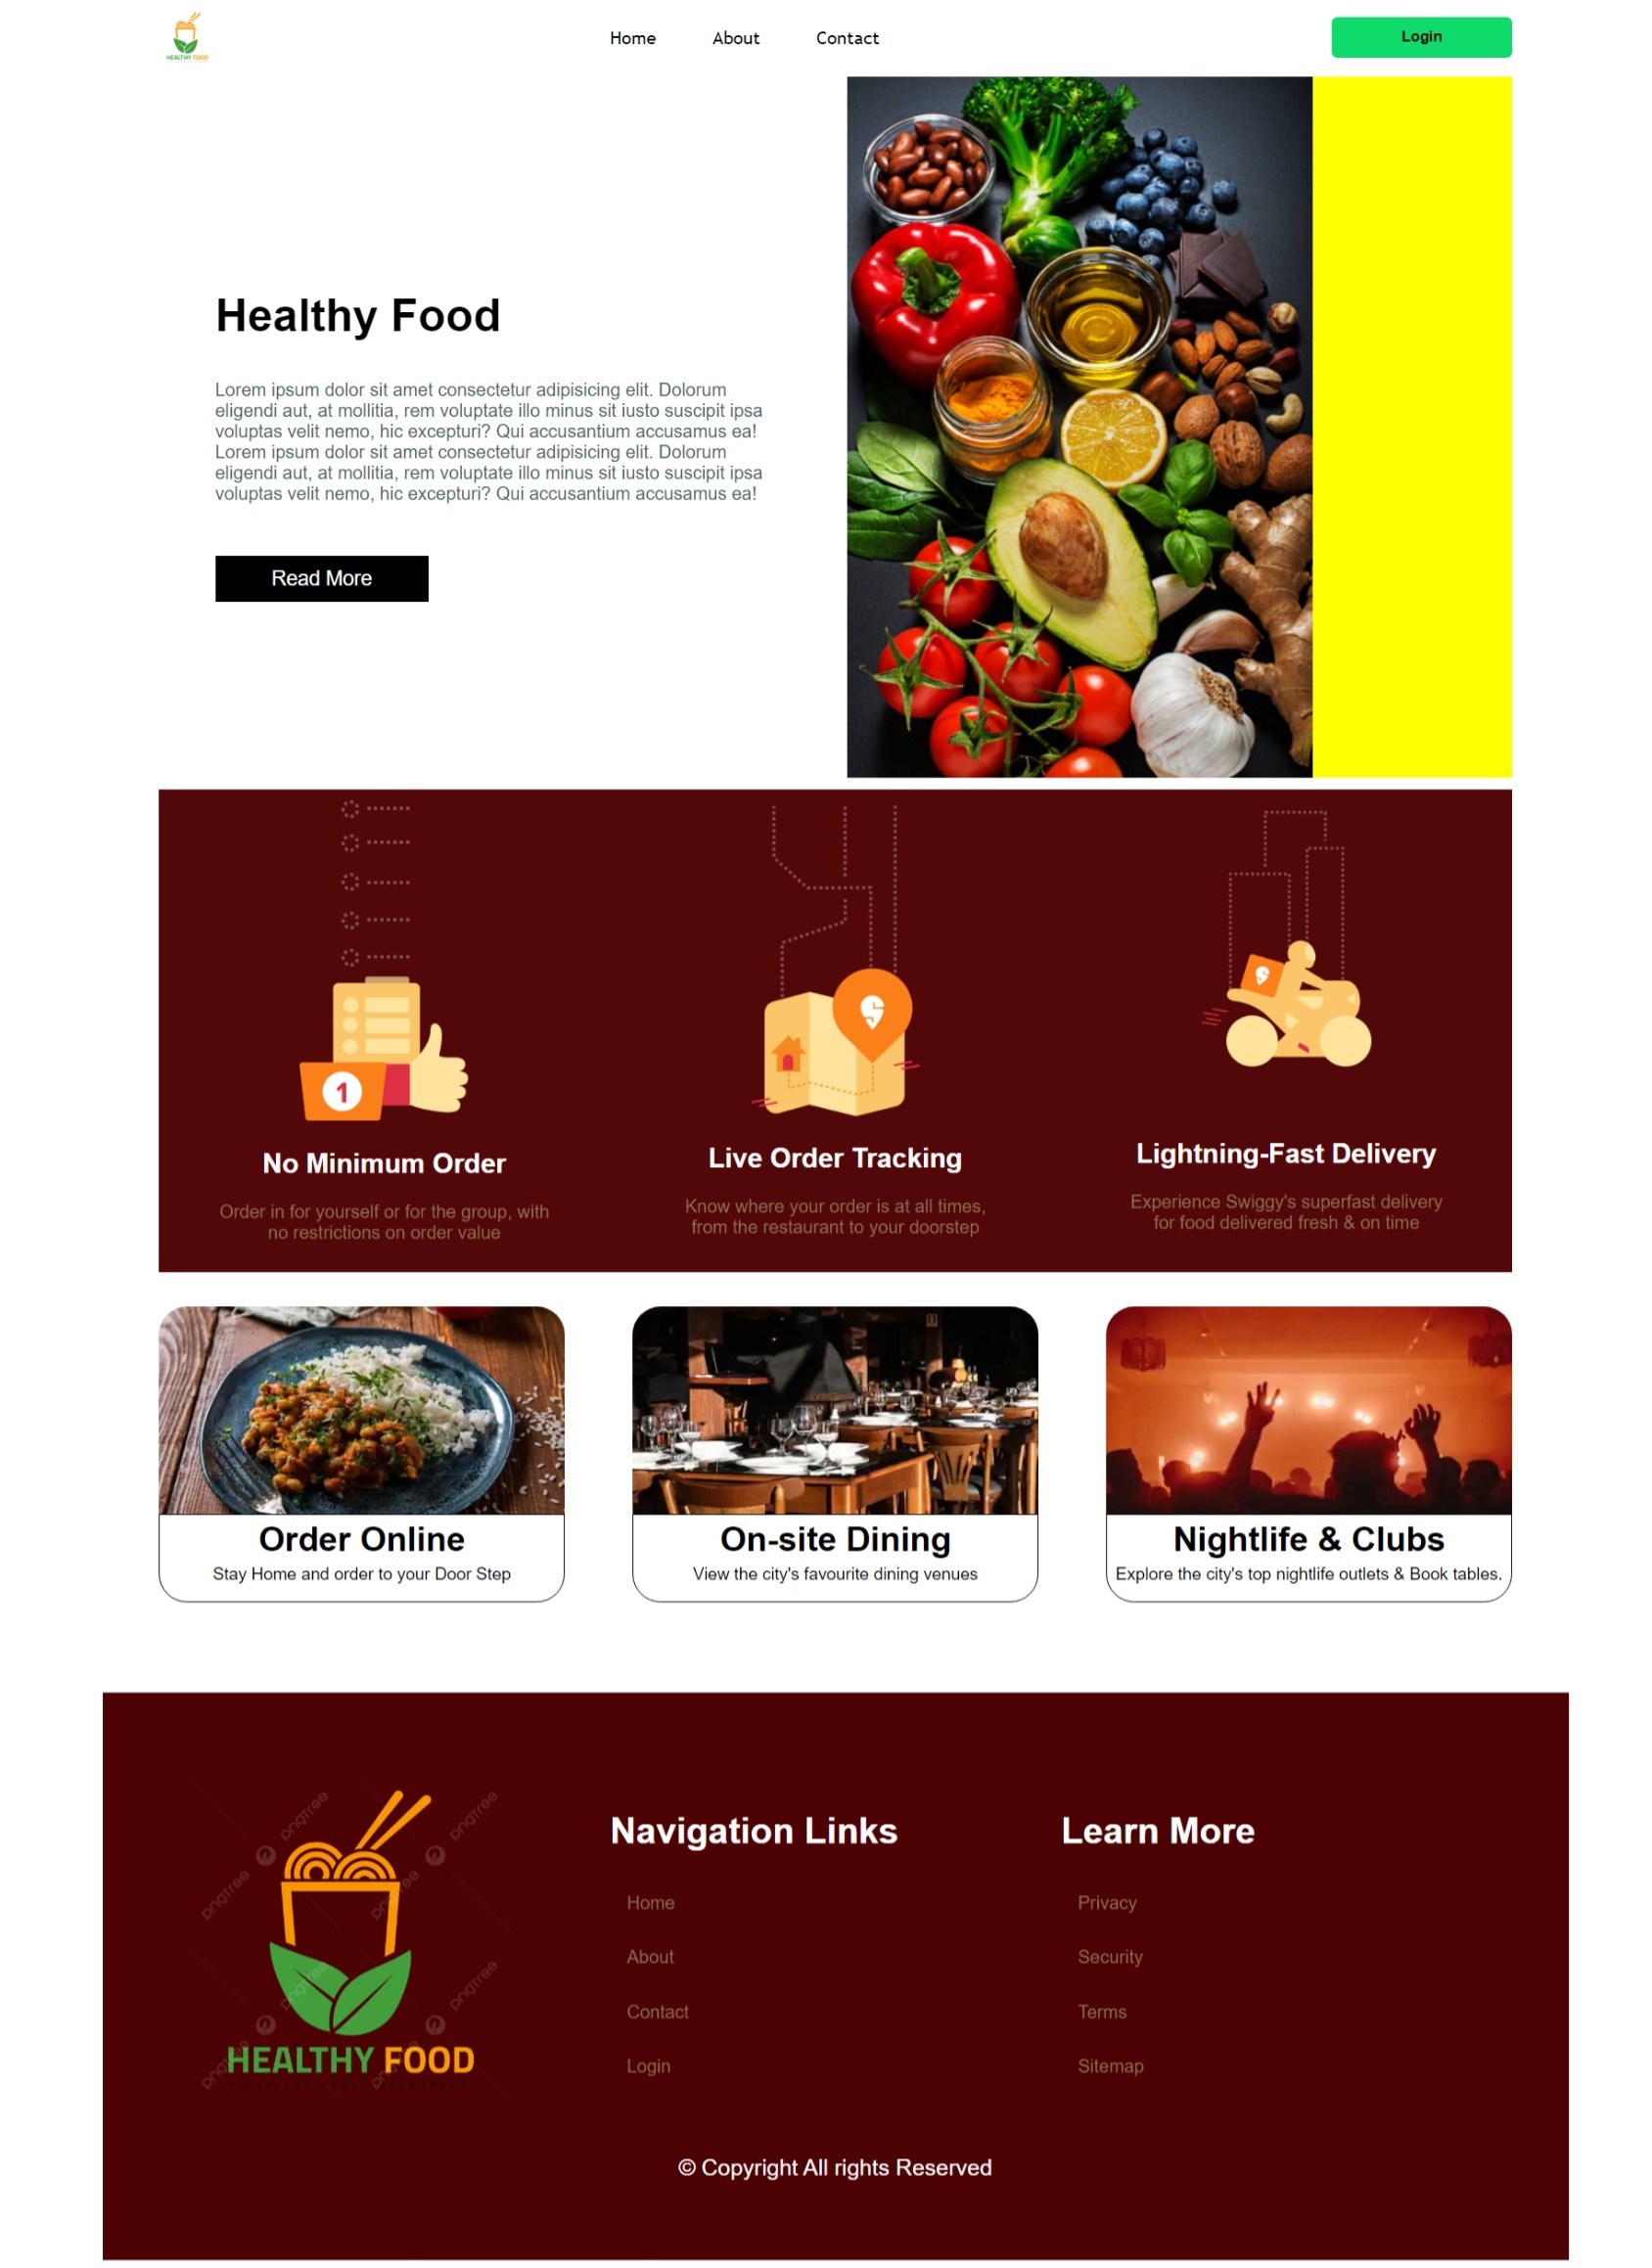 HEALTHY FOOD
Home
About
Contact
Login
Healthy Food
Lorem ipsum dolor sit amet consectetur adipisicing elit. Dolorum
eligendi aut, at mollitia, rem voluptate illo minus sit iusto suscipit ipsa
voluptas velit nemo, hic excepturi? Qui accusantium accusamus ea!
Lorem ipsum dolor sit amet consectetur adipisicing elit. Dolorum
eligendi aut, at mollitia, rem voluptate illo minus sit iusto suscipit ipsa
voluptas velit nemo, hic excepturi? Qui accusantium accusamus ea!
Read More
1
No Minimum Order
Order in for yourself or for the group, with
no restrictions on order value
Live Order Tracking
Know where your order is at all times,
from the restaurant to your doorstep
Lightning-Fast Delivery
Experience Swiggy's superfast delivery
for food delivered fresh & on time
Order Online
Stay Home and order to your Door Step
On-site Dining
View the city's favourite dining venues
Nightlife & Clubs
Explore the city's top nightlife outlets & Book tables.
pngtree
pngtree
pngtree
pngtree
pngtree
pngtree
pngtree
pngtree
HEALTHY FOOD
Navigation Links
Home
About
Contact
Login
Learn More
Privacy
Security
Terms
Sitemap
© Copyright All rights Reserved